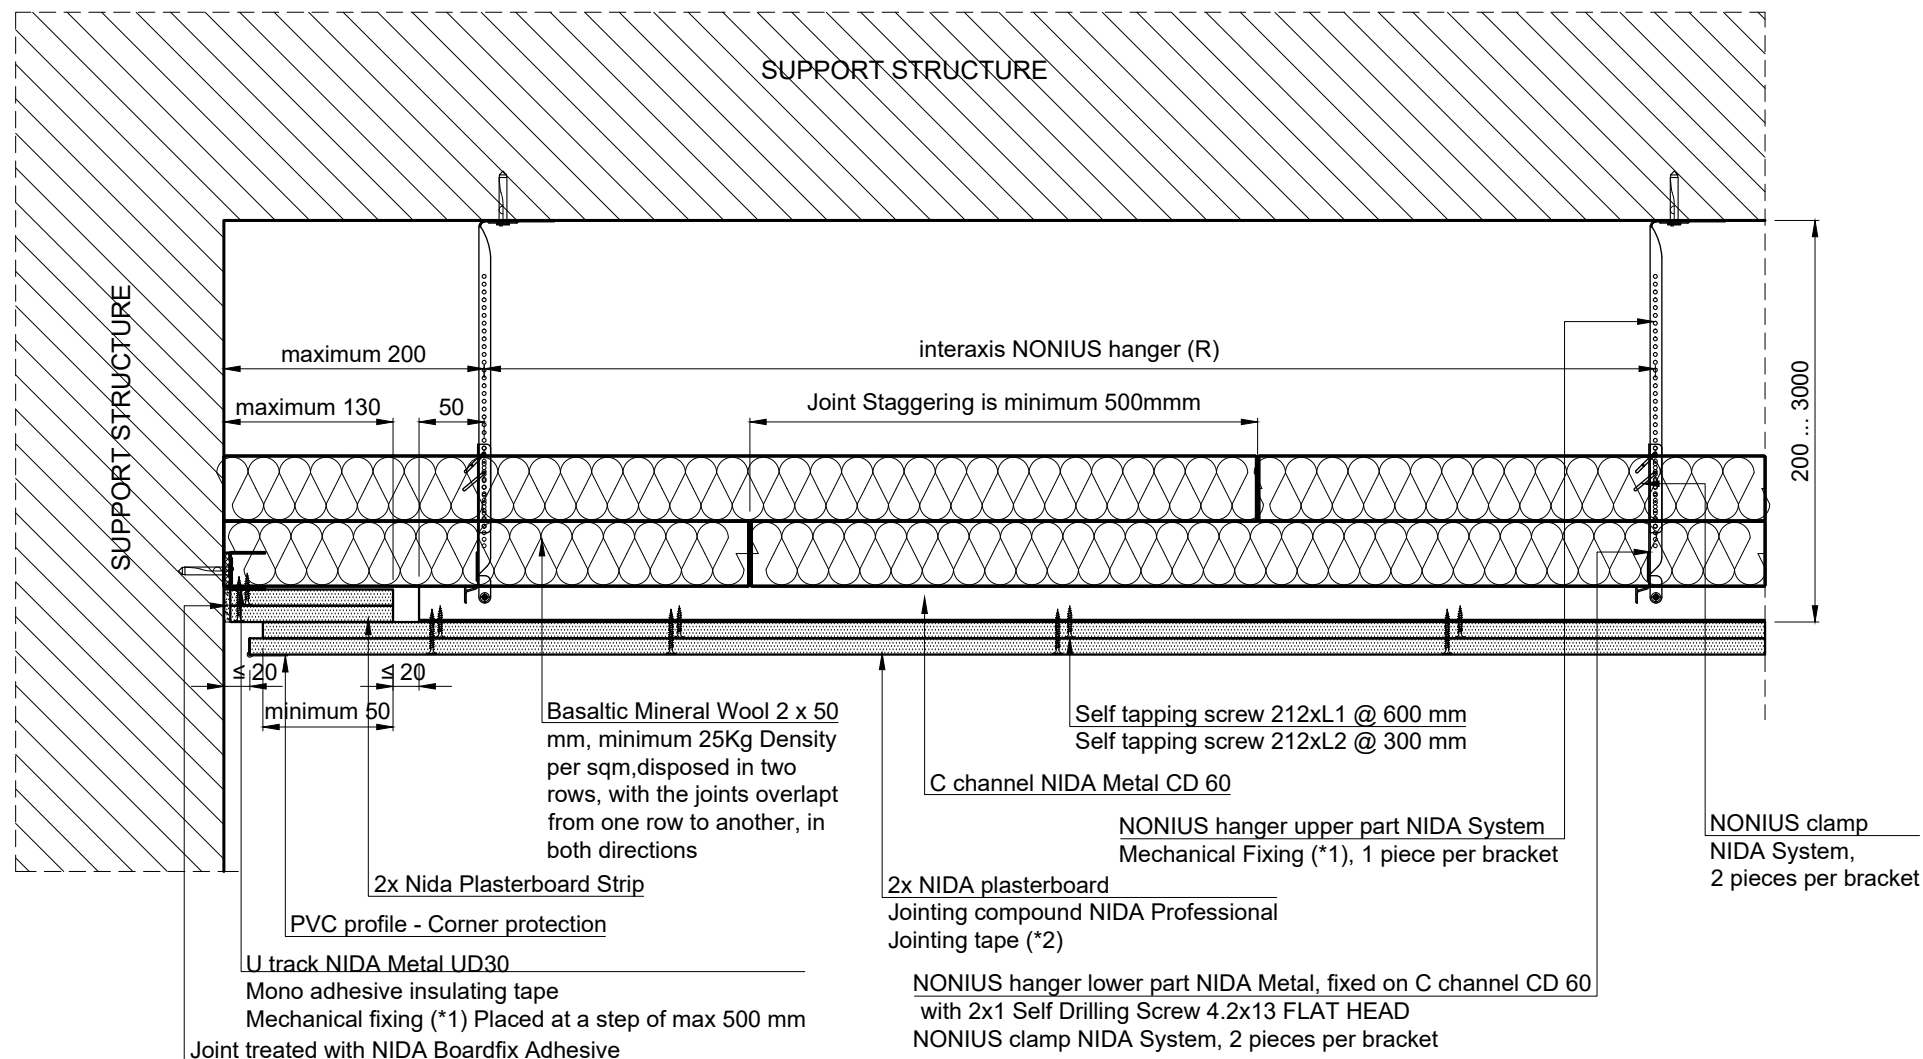 SUPPORT STRUCTURE
SUPPORT STRUCTURE
maximum 200
interaxis NONIUS hanger (R)
maximum 130
50
Joint Staggering is minimum 500mmm
200 ... 3000
≤ 20
≤ 20
minimum 50
Basaltic Mineral Wool 2 x 50
mm, minimum 25Kg Density
per sqm,disposed in two
rows, with the joints overlapt
from one row to another, in
both directions
Self tapping screw 212xL1 @ 600 mm
Self tapping screw 212xL2 @ 300 mm
C channel NIDA Metal CD 60
NONIUS hanger upper part NIDA System
Mechanical Fixing (*1), 1 piece per bracket
NONIUS clamp
NIDA System,
2 pieces per bracket
2x Nida Plasterboard Strip
2x NIDA plasterboard
Jointing compound NIDA Professional
Jointing tape (*2)
PVC profile - Corner protection
U track NIDA Metal UD30
Mono adhesive insulating tape
Mechanical fixing (*1) Placed at a step of max 500 mm
NONIUS hanger lower part NIDA Metal, fixed on C channel CD 60
with 2x1 Self Drilling Screw 4.2x13 FLAT HEAD
NONIUS clamp NIDA System, 2 pieces per bracket
Joint treated with NIDA Boardfix Adhesive